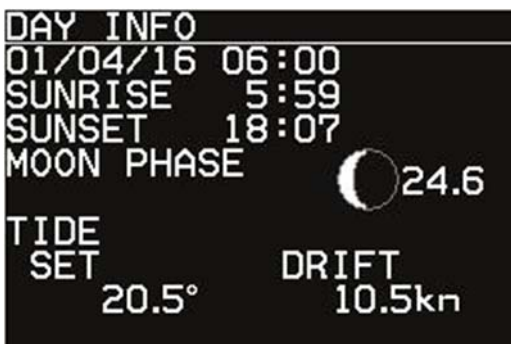 DAY INFO
01/04/16 06:00
SUNRISE 5:59
SUNSET 18:07
MOON PHASE 24.6
TIDE
SET DRIFT
20.5° 10.5kn